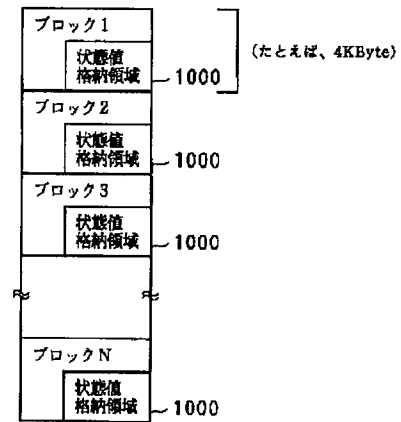 ブロック1
(たとえば、4KByte)
状態値
格納領域
1000
ブロック2
状態値
格納領域
1000
ブロック3
状態値
格納領域
1000
ブロックN
状態値
格納領域
1000